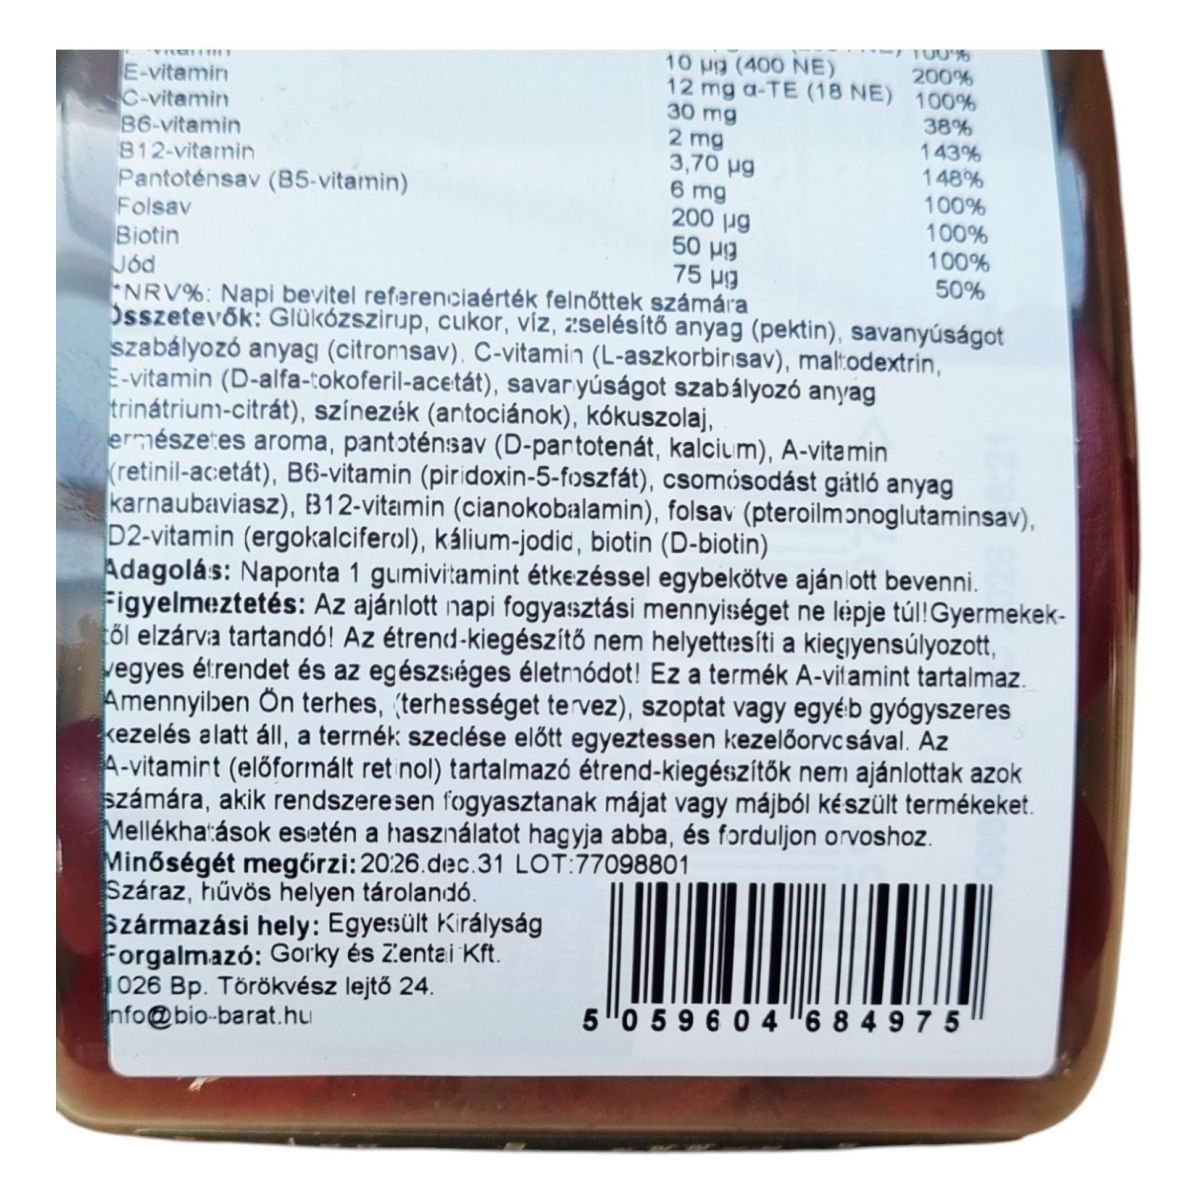 E-vitamin 10 µg (400 NE) 200%
C-vitamin 12 mg α-TE (18 NE) 100%
B6-vitamin 30 mg 38%
B12-vitamin 2 mg 143%
Pantoténsav (B5-vitamin) 3,70 µg 148%
Folsav 6 mg 100%
Biotin 200 µg 100%
Jód 50 µg 100%
75 µg 50%
*NRV%: Napi bevitel referenciaérték felnőttek számára
Összetevők: Glükózszirup, cukor, víz, zselésítő anyag (pektin), savanyúságot
szabályozó anyag (citromsav), C-vitamin (L-aszkorbinsav), maltodextrin,
E-vitamin (D-alfa-tokoferil-acetát), savanyúságot szabályozó anyag
trinátrium-citrát), színezék (antociánok), kókuszolaj,
ermészetes aroma, pantoténsav (D-pantotenát, kalcium), A-vitamin
(retinil-acetát), B6-vitamin (piridoxin-5-foszfát), csomósodást gátló anyag
karnaubaviasz), B12-vitamin (cianokobalamin), folsav (pteroilmonoglutaminsav),
D2-vitamin (ergokalciferol), kálium-jodid, biotin (D-biotin)
Adagolás: Naponta 1 gumivitamint étkezéssel egybekötve ajánlott bevenni.
Figyelmeztetés: Az ajánlott napi fogyasztási mennyiséget ne lépje túl!Gyermekek-
től elzárva tartandó! Az étrend-kiegészítő nem helyettesíti a kiegyensúlyozott,
vegyes étrendet és az egészséges életmódot! Ez a termék A-vitamint tartalmaz.
Amennyiben Ön terhes, (terhességet tervez), szoptat vagy egyéb gyógyszeres
kezelés alatt áll, a termék szedése előtt egyeztessen kezelőorvosával. Az
A-vitamint (előformált retinol) tartalmazó étrend-kiegészítők nem ajánlottak azok
számára, akik rendszeresen fogyasztanak májat vagy májból készült termékeket.
Mellékhatások esetén a használatot hagyja abba, és forduljon orvoshoz.
Minőségét megőrzi: 2026.dec.31 LOT:77098801
Száraz, hűvös helyen tárolandó.
Származási hely: Egyesült Királyság
Forgalmazó: Gorky és Zentai Kft.
1026 Bp. Törökvész lejtő 24.
info@bio-barat.hu
5 059604 684975